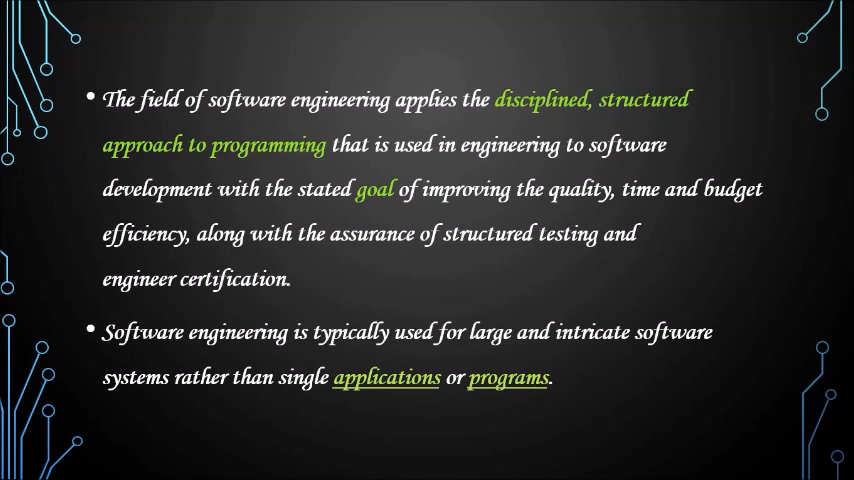 • The field of software engineering applies the disciplined, structured
approach to programming that is used in engineering to software
development with the stated goal of improving the quality, time and budget
efficiency, along with the assurance of structured testing and
engineer certification.
• Software engineering is typically used for large and intricate software
systems rather than single applications or programs.